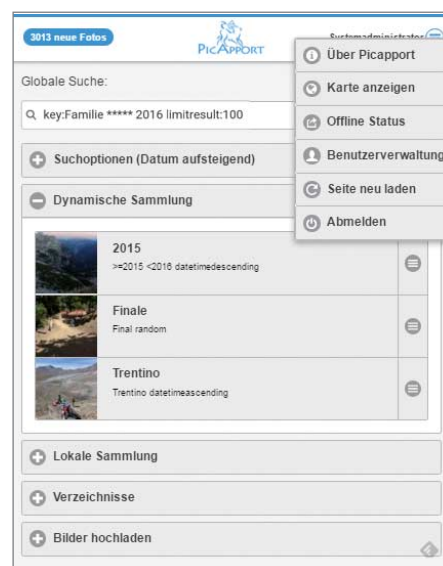 3013 neue Fotos
PICAPPORT
Systemadministrator
Über Picapport
Globale Suche:
Karte anzeigen
key:Familie ***** 2016 limitresult:100
Offline Status
Suchoptionen (Datum aufsteigend)
Benutzerverwaltung
Seite neu laden
Dynamische Sammlung
Abmelden
2015
>=2015 <2016 datetimedescending
Finale
Final random
Trentino
Trentino datetimeascending
Lokale Sammlung
Verzeichnisse
Bilder hochladen